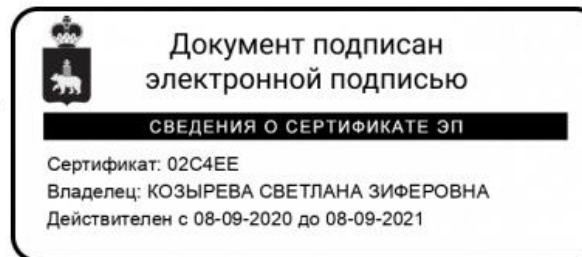 Документ подписан
электронной подписью
СВЕДЕНИЯ О СЕРТИФИКАТЕ ЭП
Сертификат: 02C4EE
Владелец: КОЗЫРЕВА СВЕТЛАНА ЗИФЕРОВНА
Действителен с 08-09-2020 до 08-09-2021